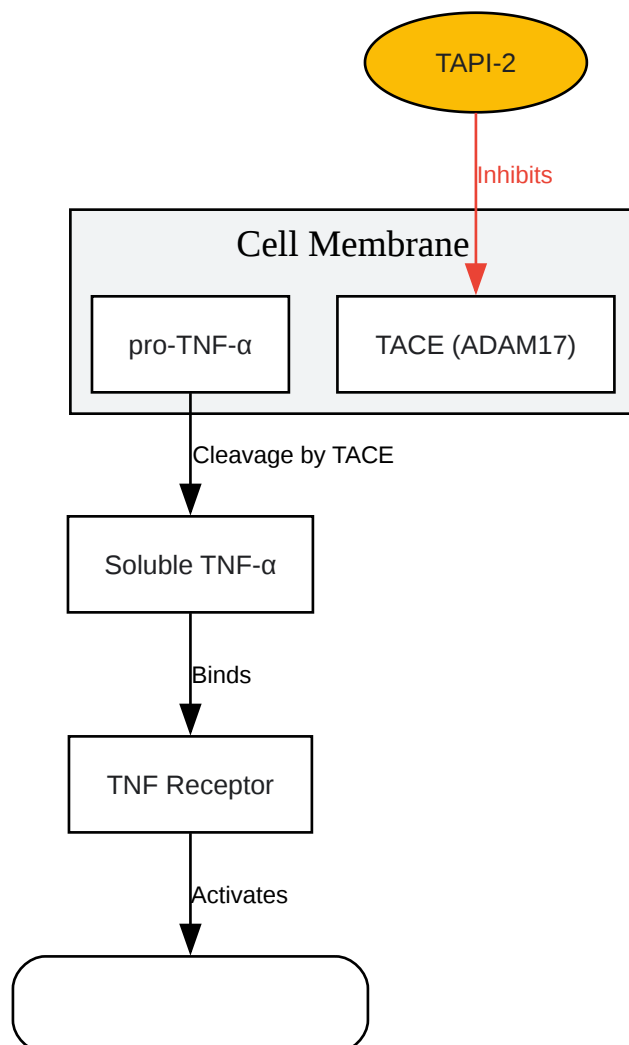 TAPI-2
Inhibits
Cell Membrane
pro-TNF-α
TACE (ADAM17)
Cleavage by TACE
Soluble TNF-α
Binds
TNF Receptor
Activates